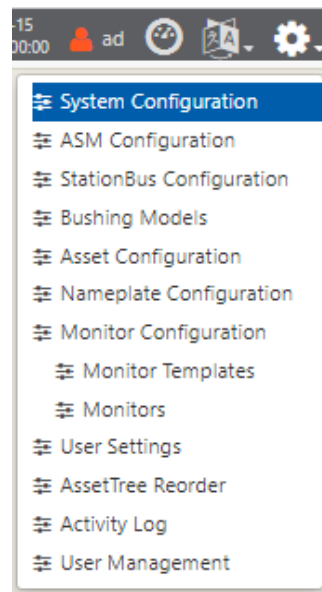 -15
00:00 ad
System Configuration
ASM Configuration
StationBus Configuration
Bushing Models
Asset Configuration
Nameplate Configuration
Monitor Configuration
Monitor Templates
Monitors
User Settings
AssetTree Reorder
Activity Log
User Management